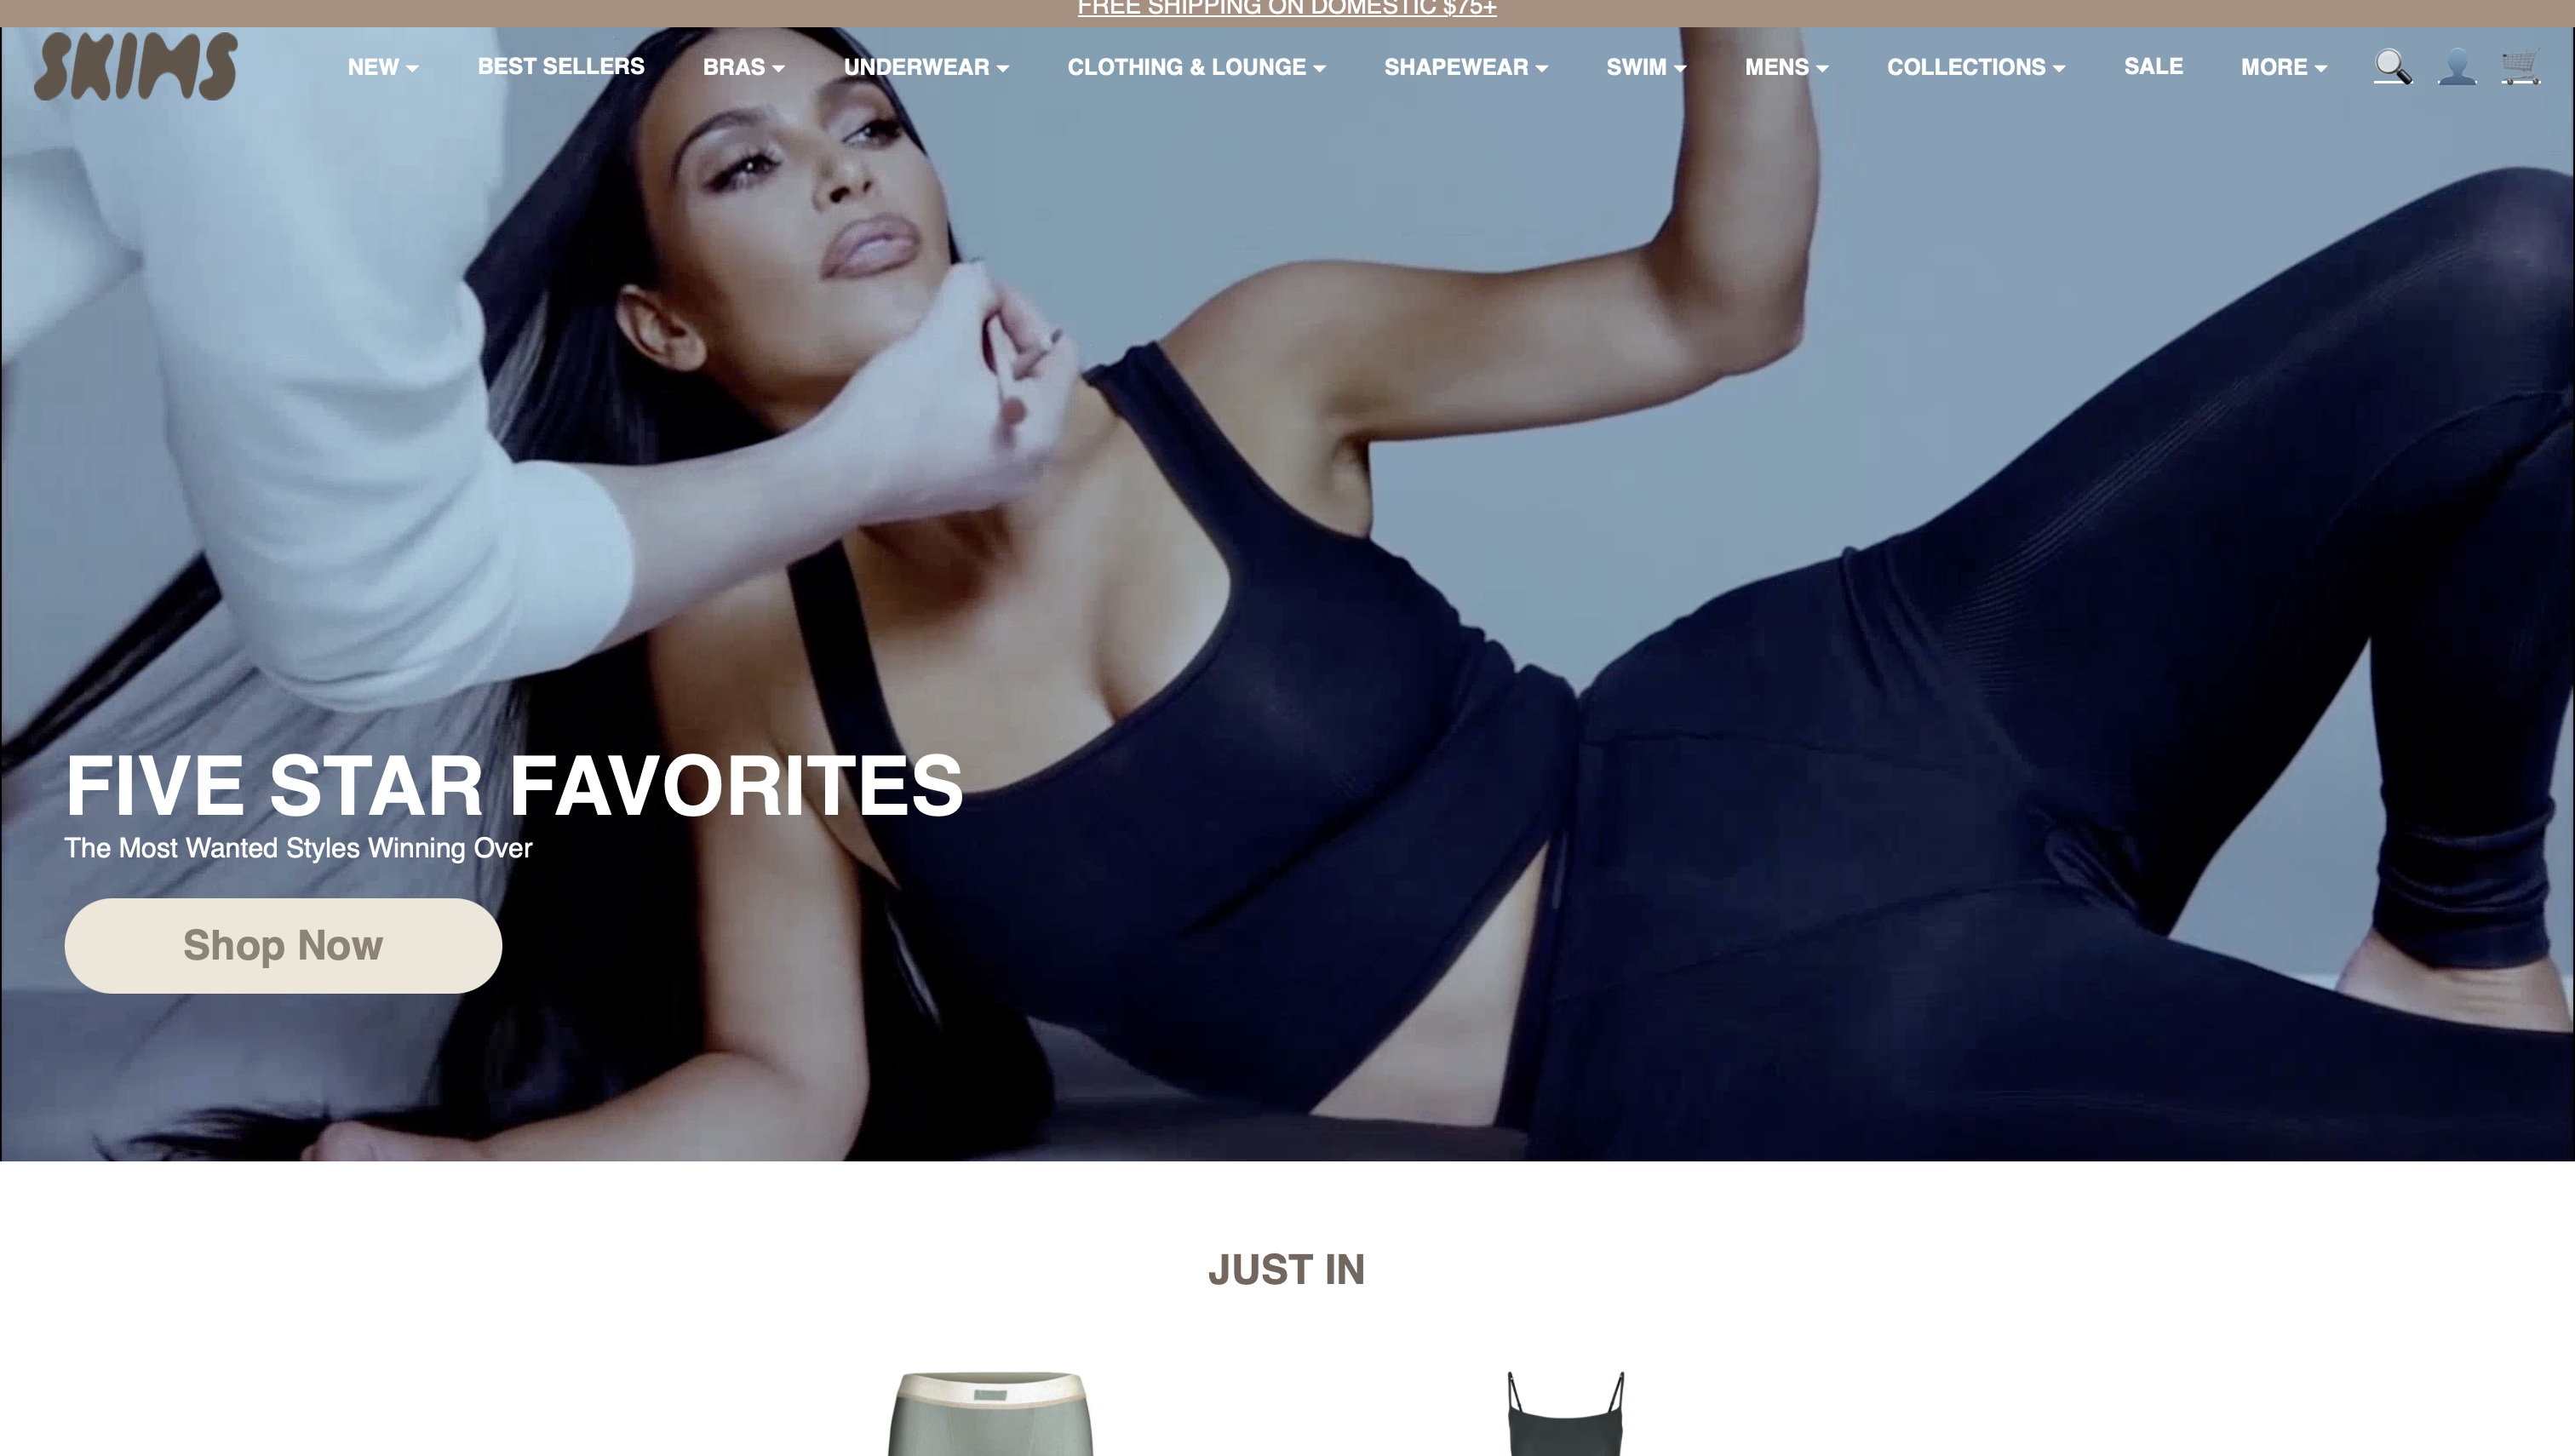 FREE SHIPPING ON DOMESTIC $75+
SKIMS
NEW
BEST SELLERS
BRAS
UNDERWEAR
CLOTHING & LOUNGE
SHAPEWEAR
SWIM
MENS
COLLECTIONS
SALE
MORE
FIVE STAR FAVORITES
The Most Wanted Styles Winning Over
Shop Now
JUST IN